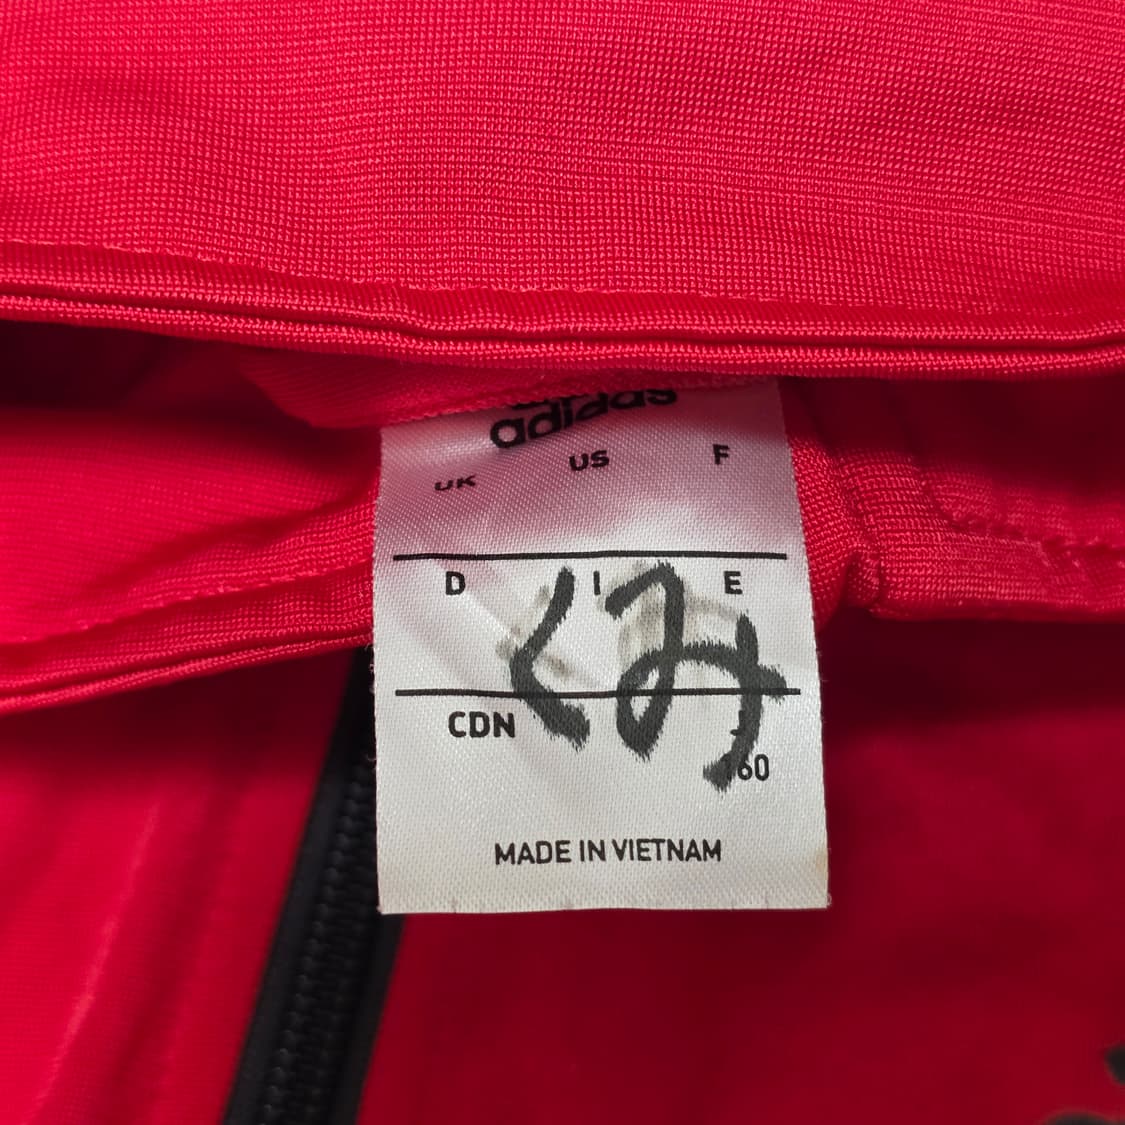 adidas
UK US F
D I E
くみ
CDN J
160
MADE IN VIETNAM